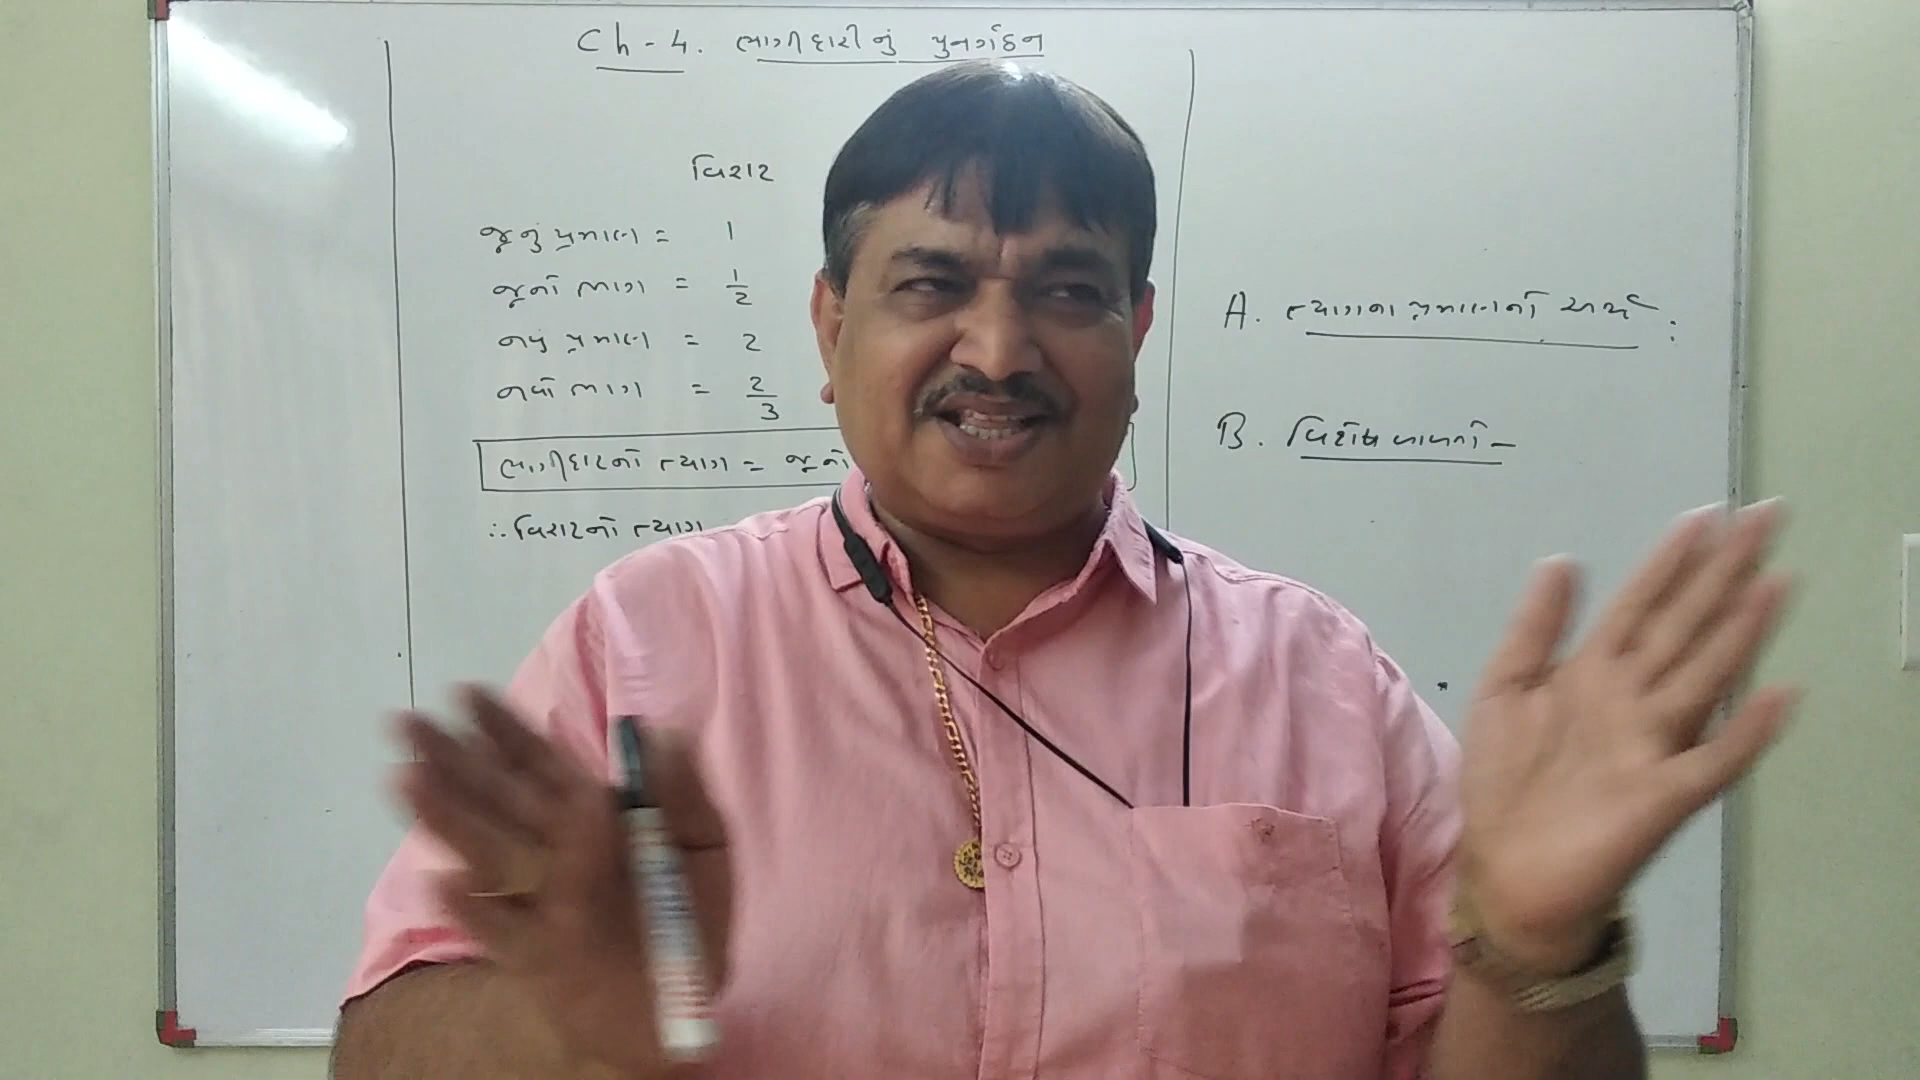 Ch-4. ભાગીદારીનું પુનર્ગઠન
વિરાટ
જૂનું પ્રમાણ = 1
જૂનો ભાગ = 1/2
નવું પ્રમાણ = 2
નવો ભાગ = 2/3
ભાગીદારનો ત્યાગ = જૂનો
∴ વિરાટનો ત્યાગ
A. ત્યાગના પ્રમાણનો અર્થ :
B. વિશેષ બાબતો -